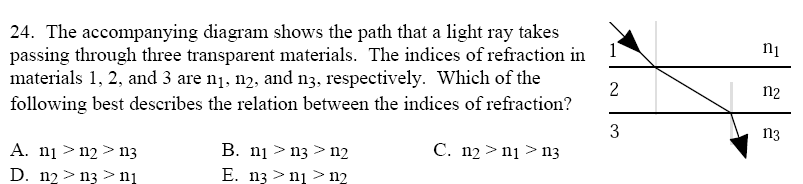 24. The accompanying diagram shows the path that a light ray takes
passing through three transparent materials. The indices of refraction in
materials 1, 2, and 3 are n₁, n₂, and n₃, respectively. Which of the
following best describes the relation between the indices of refraction?
A. n₁ > n₂ > n₃ B. n₁ > n₃ > n₂ C. n₂ > n₁ > n₃
D. n₂ > n₃ > n₁ E. n₃ > n₁ > n₂
1 n₁
2 n₂
3 n₃